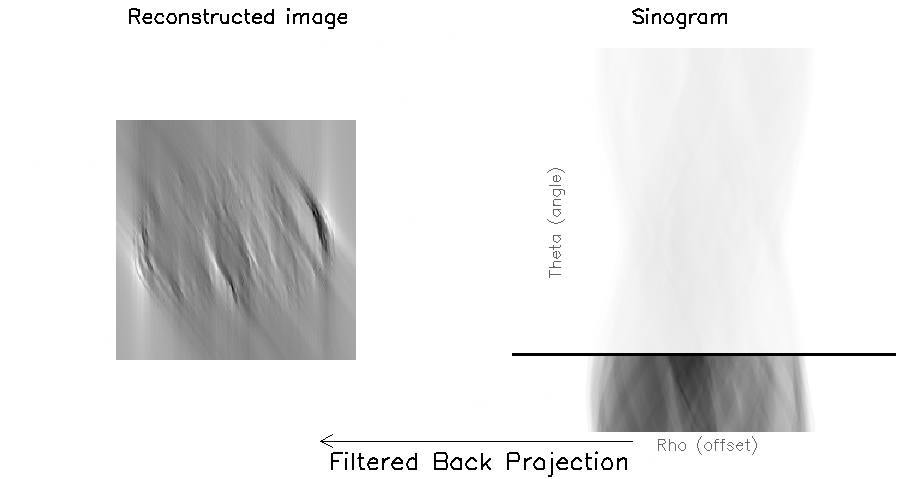 Reconstructed image
Sinogram
Theta (angle)
Rho (offset)
Filtered Back Projection